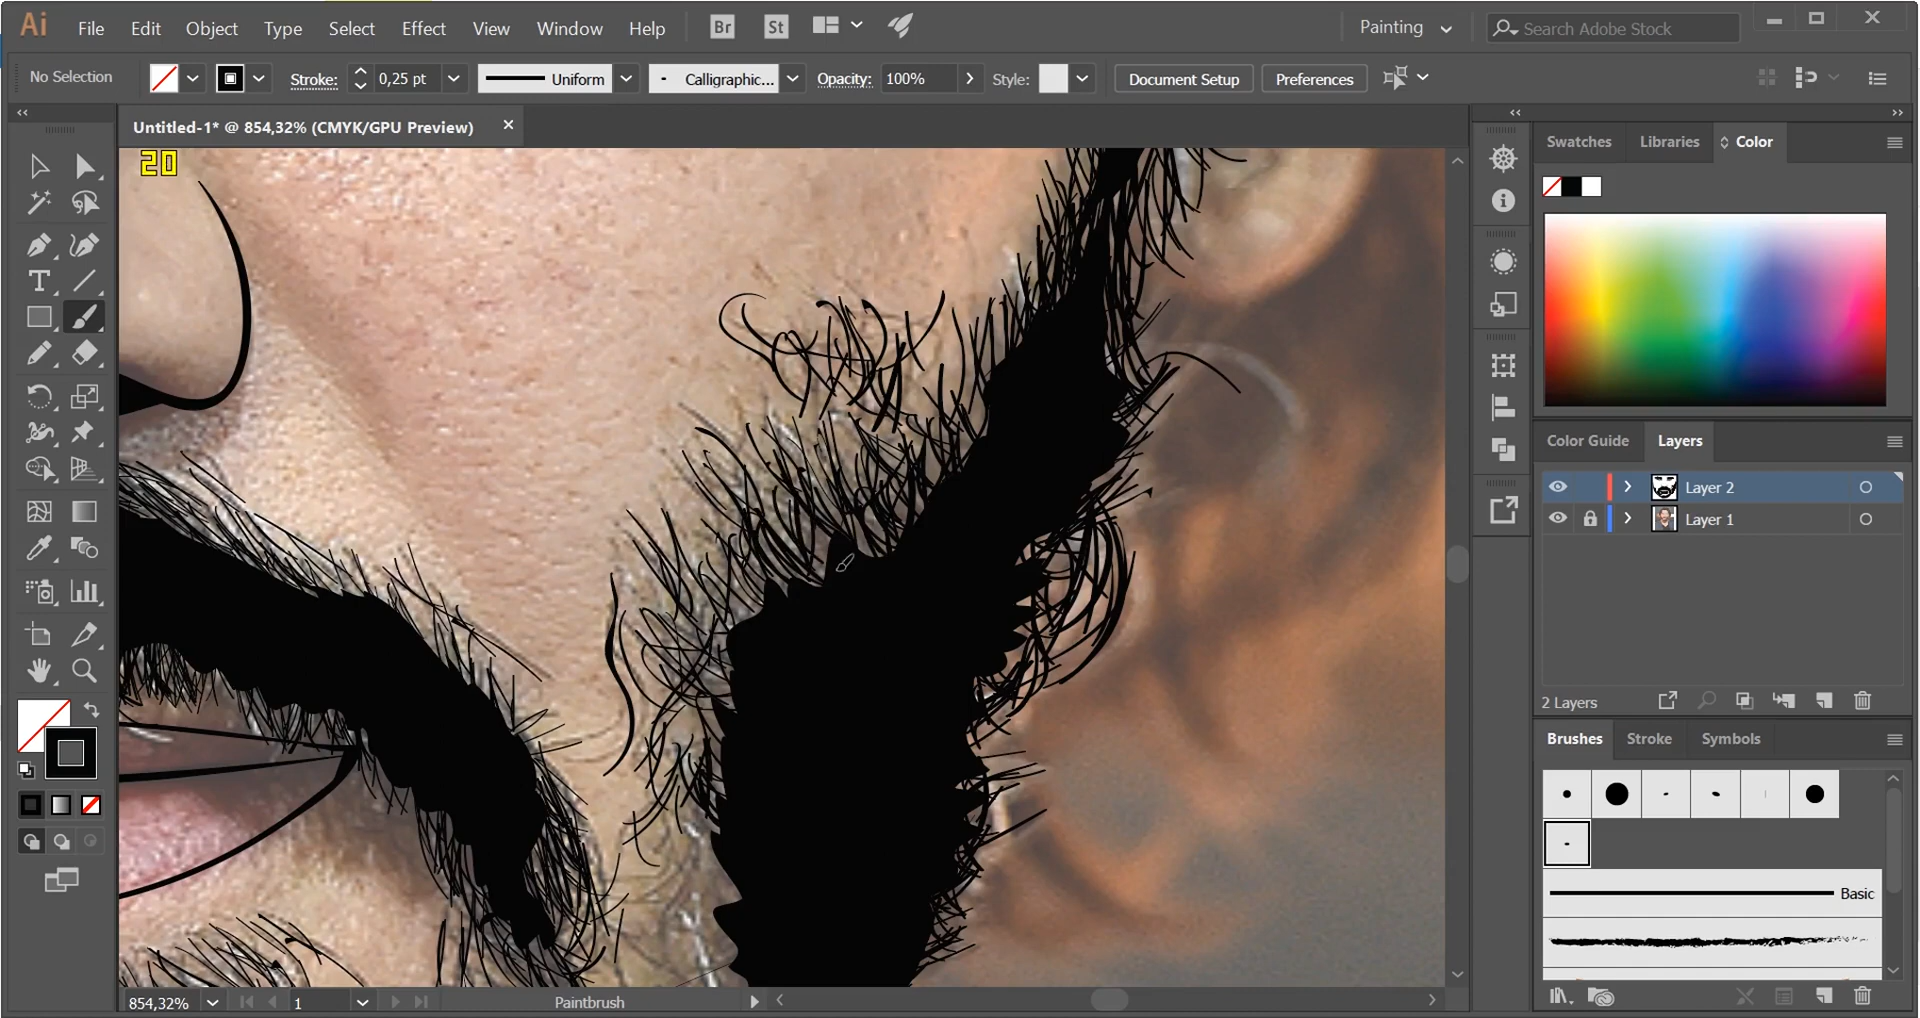 Ai File Edit Object Type Select Effect View Window Help Br St Painting Search Adobe Stock
No Selection Stroke: 0,25 pt Uniform Calligraphic... Opacity: 100% Style: Document Setup Preferences
Untitled-1* @ 854,32% (CMYK/GPU Preview)
20
Swatches Libraries Color
Color Guide Layers
Layer 2
Layer 1
2 Layers
Brushes Stroke Symbols
Basic
854,32% 1 Paintbrush